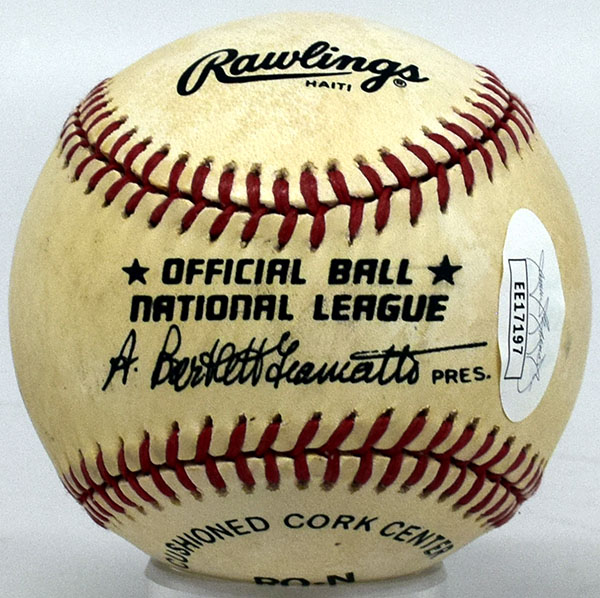 Rawlings ®
HAITI
★ OFFICIAL BALL ★
NATIONAL LEAGUE
A. Bartlett Giamatti PRES.
EE17197
CUSHIONED CORK CENTER
RO-N